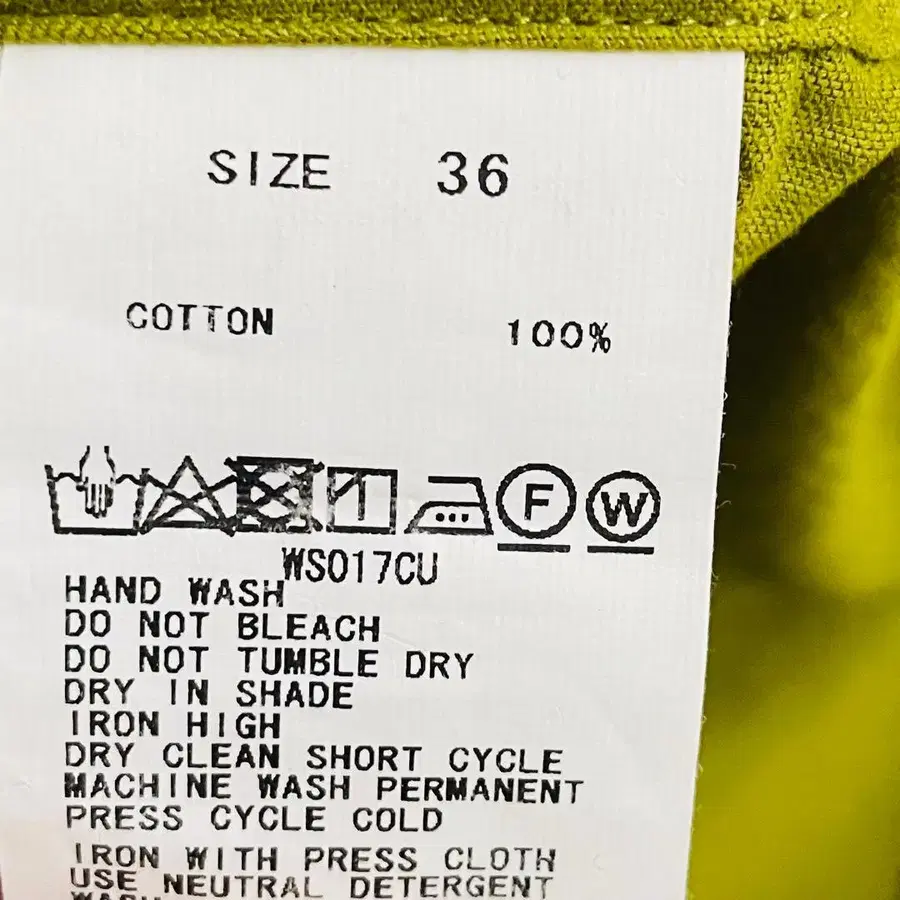 SIZE 36
COTTON 100%
F W
WS017CU
HAND WASH
DO NOT BLEACH
DO NOT TUMBLE DRY
DRY IN SHADE
IRON HIGH
DRY CLEAN SHORT CYCLE
MACHINE WASH PERMANENT
PRESS CYCLE COLD
IRON WITH PRESS CLOTH
USE NEUTRAL DETERGENT